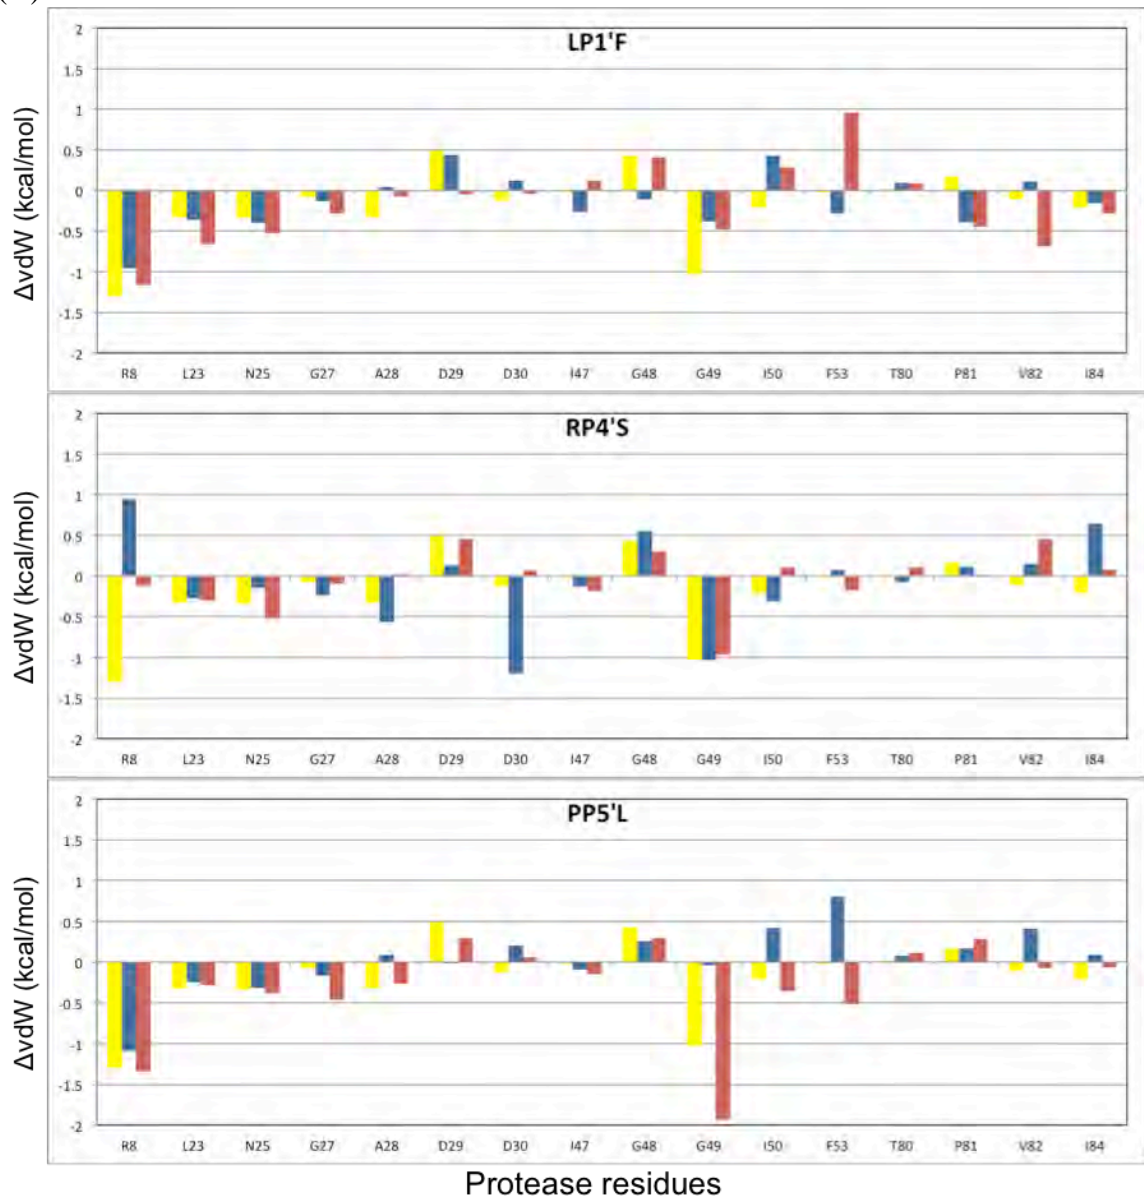 LP1'F
ΔvdW (kcal/mol)
2
1.5
1
0.5
0
-0.5
-1
-1.5
-2
R8 L23 N25 G27 A28 D29 D30 I47 G48 G49 I50 F53 T80 P81 V82 I84
RP4'S
ΔvdW (kcal/mol)
2
1.5
1
0.5
0
-0.5
-1
-1.5
-2
R8 L23 N25 G27 A28 D29 D30 I47 G48 G49 I50 F53 T80 P81 V82 I84
PP5'L
ΔvdW (kcal/mol)
2
1.5
1
0.5
0
-0.5
-1
-1.5
-2
R8 L23 N25 G27 A28 D29 D30 I47 G48 G49 I50 F53 T80 P81 V82 I84
Protease residues